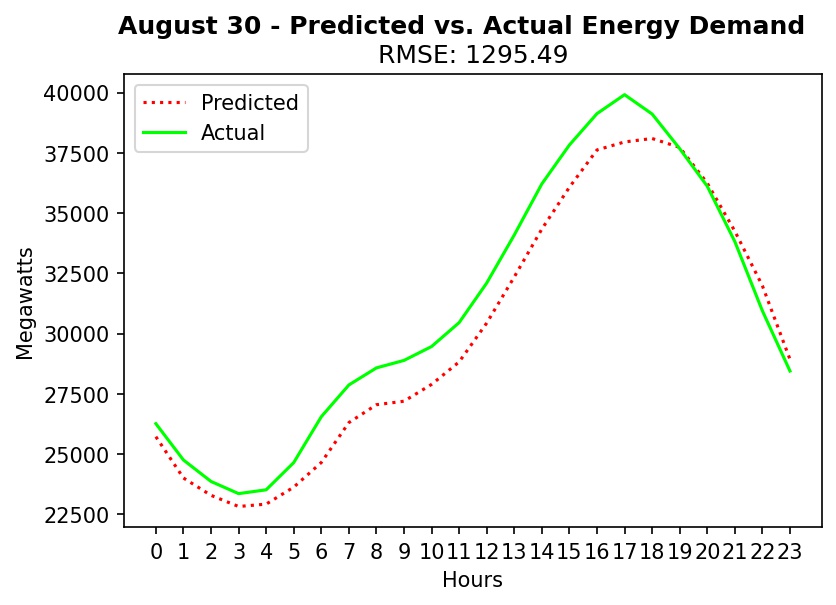 August 30 - Predicted vs. Actual Energy Demand
RMSE: 1295.49
Predicted
Actual
40000
37500
35000
32500
30000
27500
25000
22500
Megawatts
0 1 2 3 4 5 6 7 8 9 10 11 12 13 14 15 16 17 18 19 20 21 22 23
Hours